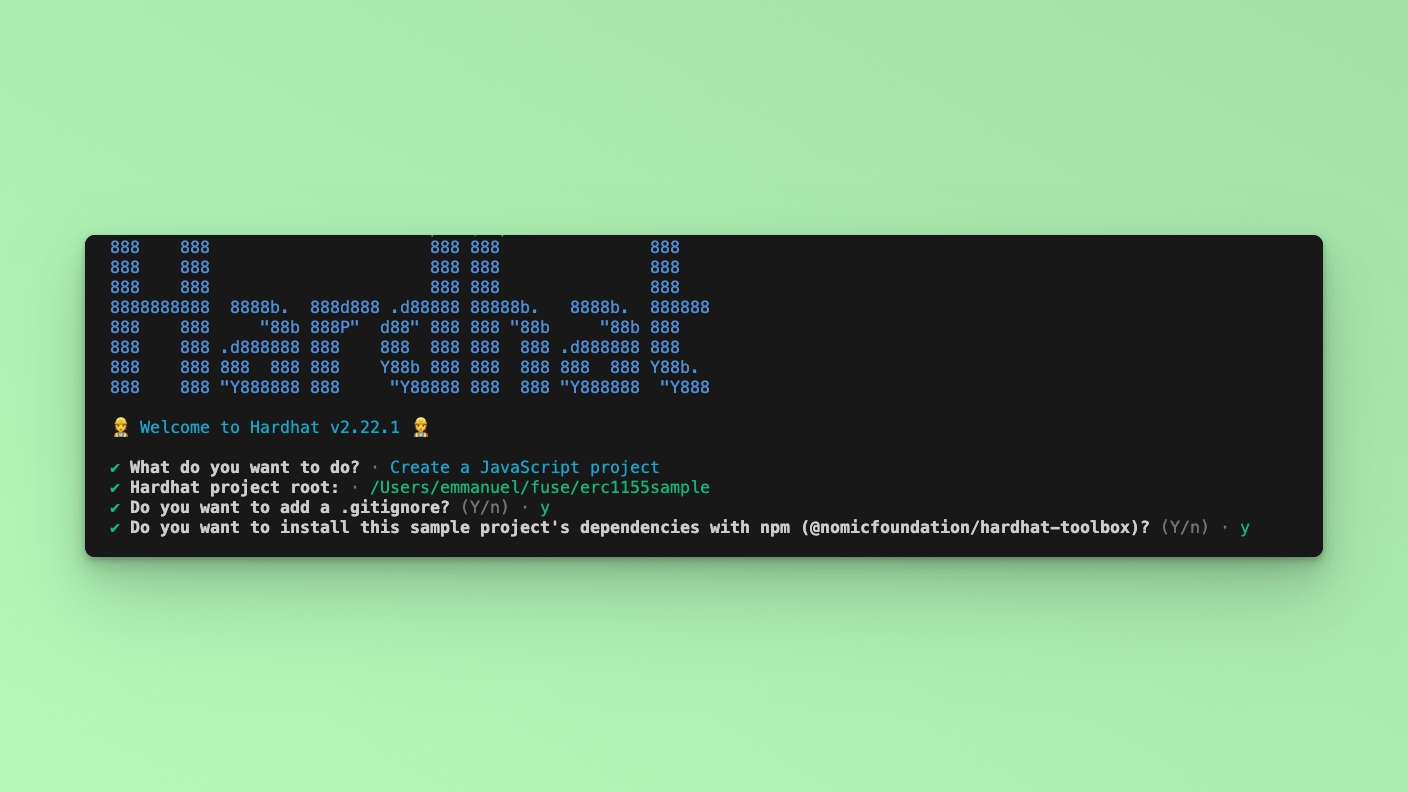 888    888                      888 888               888
888    888                      888 888               888
888    888                      888 888               888
8888888888  8888b.  888d888 .d88888 88888b.   8888b.  888888
888    888     "88b 888P"  d88" 888 888 "88b     "88b 888
888    888 .d888888 888    888  888 888  888 .d888888 888
888    888 888  888 888    Y88b 888 888  888 888  888 Y88b.
888    888 "Y888888 888     "Y88888 888  888 "Y888888  "Y888
👷 Welcome to Hardhat v2.22.1 👷
✔ What do you want to do? · Create a JavaScript project
✔ Hardhat project root: · /Users/emmanuel/fuse/erc1155sample
✔ Do you want to add a .gitignore? (Y/n) · y
✔ Do you want to install this sample project's dependencies with npm (@nomicfoundation/hardhat-toolbox)? (Y/n) · y